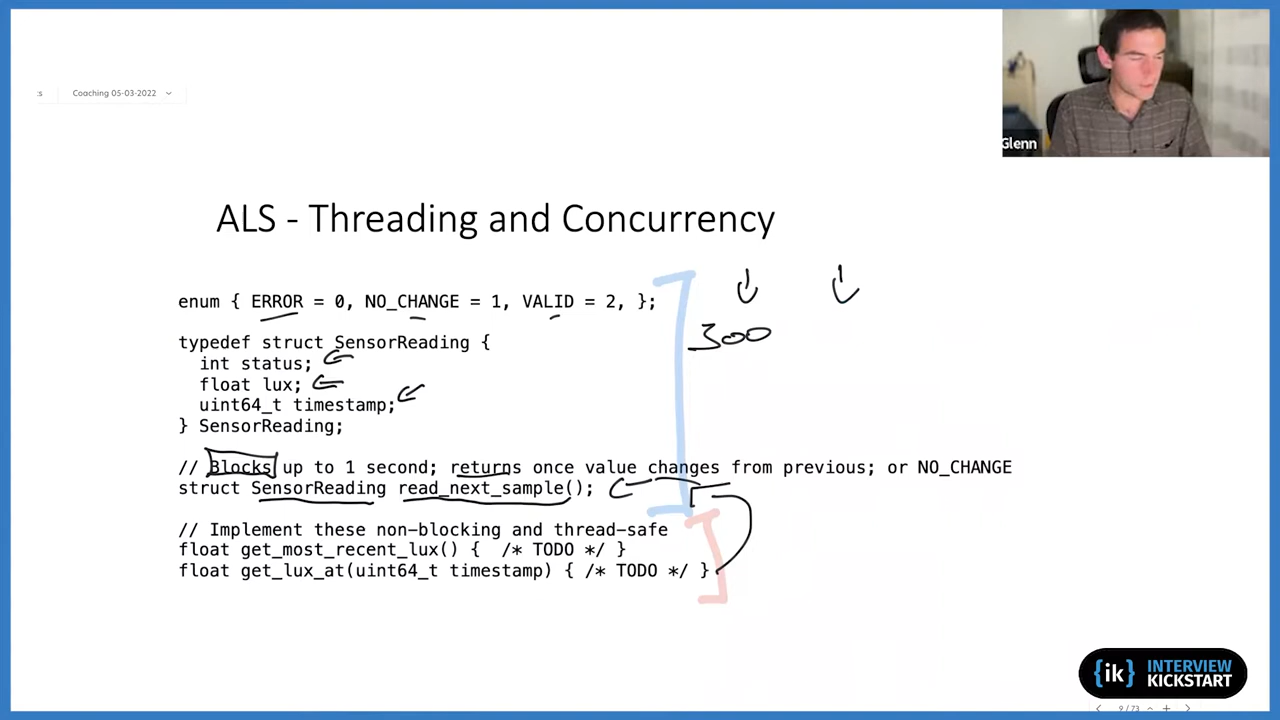 Coaching 05-03-2022
Glenn
ALS - Threading and Concurrency
enum { ERROR = 0, NO_CHANGE = 1, VALID = 2, };
300
typedef struct SensorReading {
int status;
float lux;
uint64_t timestamp;
} SensorReading;
// Blocks up to 1 second; returns once value changes from previous; or NO_CHANGE
struct SensorReading read_next_sample();
// Implement these non-blocking and thread-safe
float get_most_recent_lux() { /* TODO */ }
float get_lux_at(uint64_t timestamp) { /* TODO */ }
{ik} INTERVIEW
KICKSTART
9 / 73